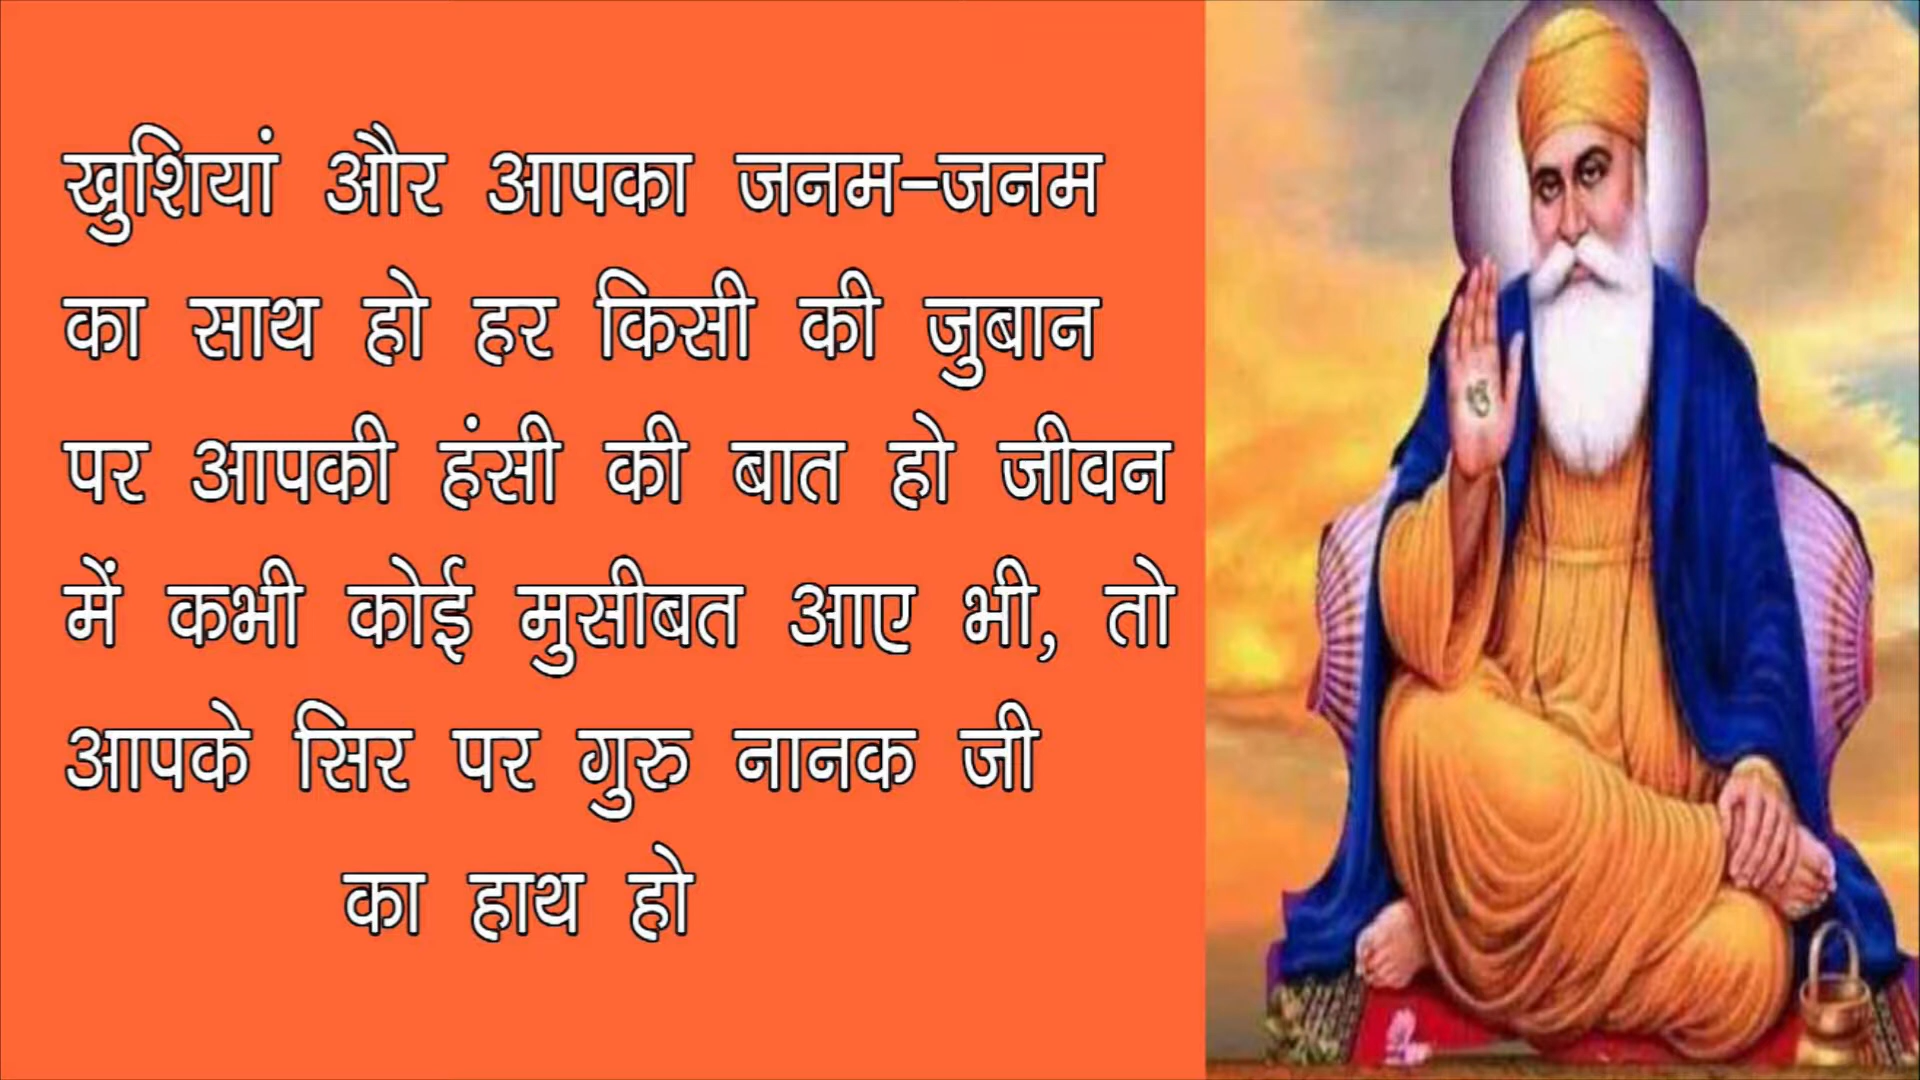 खुशियां और आपका जनम-जनम
का साथ हो हर किसी की जुबान
पर आपकी हंसी की बात हो जीवन
में कभी कोई मुसीबत आए भी, तो
आपके सिर पर गुरु नानक जी
का हाथ हो
ੴ